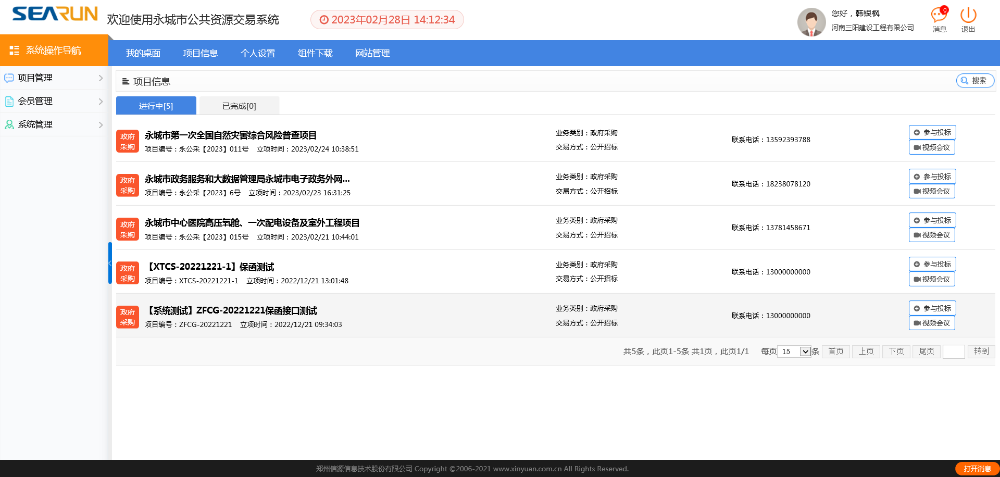 SEARUN
欢迎使用永城市公共资源交易系统
2023年02月28日 14:12:34
您好，韩银枫
河南三阳建设工程有限公司
0
消息
退出
系统操作导航
我的桌面
项目信息
个人设置
组件下载
网站管理
项目管理
会员管理
系统管理
项目信息
搜索
进行中[5]
已完成[0]
政府
采购
永城市第一次全国自然灾害综合风险普查项目
项目编号：永公采【2023】011号 立项时间：2023/02/24 10:38:51
业务类别：政府采购
交易方式：公开招标
联系电话：13592393788
参与投标
视频会议
政府
采购
永城市政务服务和大数据管理局永城市电子政务外网...
项目编号：永公采【2023】6号 立项时间：2023/02/23 16:31:25
业务类别：政府采购
交易方式：公开招标
联系电话：18238078120
参与投标
视频会议
政府
采购
永城市中心医院高压氧舱、一次配电设备及室外工程项目
项目编号：永公采【2023】015号 立项时间：2023/02/21 10:44:01
业务类别：政府采购
交易方式：公开招标
联系电话：13781458671
参与投标
视频会议
政府
采购
【XTCS-20221221-1】保函测试
项目编号：XTCS-20221221-1 立项时间：2022/12/21 13:01:48
业务类别：政府采购
交易方式：公开招标
联系电话：13000000000
参与投标
视频会议
政府
采购
【系统测试】ZFCG-20221221保函接口测试
项目编号：ZFCG-20221221 立项时间：2022/12/21 09:34:03
业务类别：政府采购
交易方式：公开招标
联系电话：13000000000
参与投标
视频会议
共5条，此页1-5条 共1页，此页1/1 每页 15 条 首页 上页 下页 尾页 转到
郑州信源信息技术股份有限公司 Copyright ©2006-2021 www.xinyuan.com.cn All Rights Reserved.
打开消息